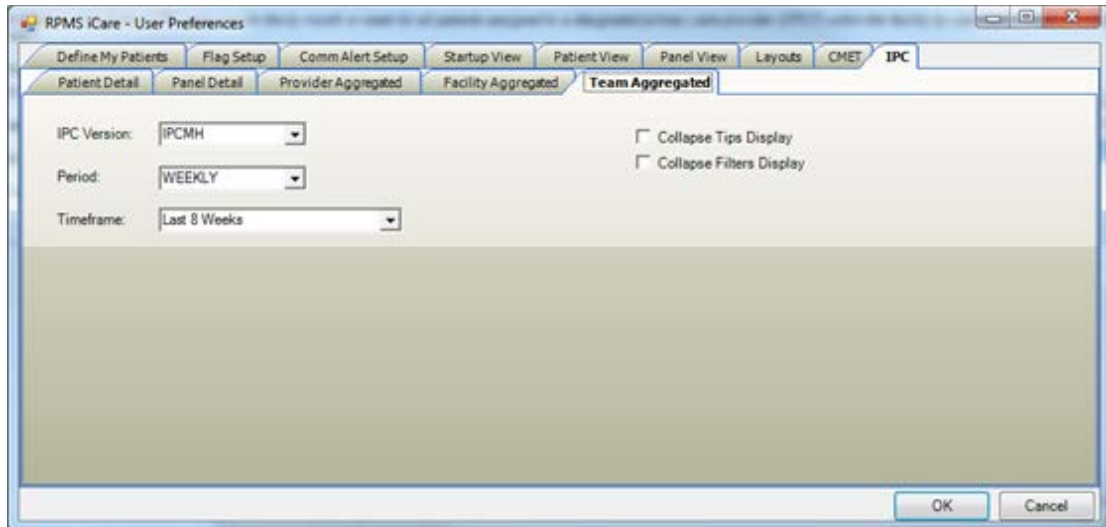 RPMS iCare - User Preferences
Define My Patients Flag Setup Comm Alert Setup Startup View Patient View Panel View Layouts CMET IPC
Patient Detail Panel Detail Provider Aggregated Facility Aggregated Team Aggregated
IPC Version: IPCMH Collapse Tips Display
Collapse Filters Display
Period: WEEKLY
Timeframe: Last 8 Weeks
OK Cancel